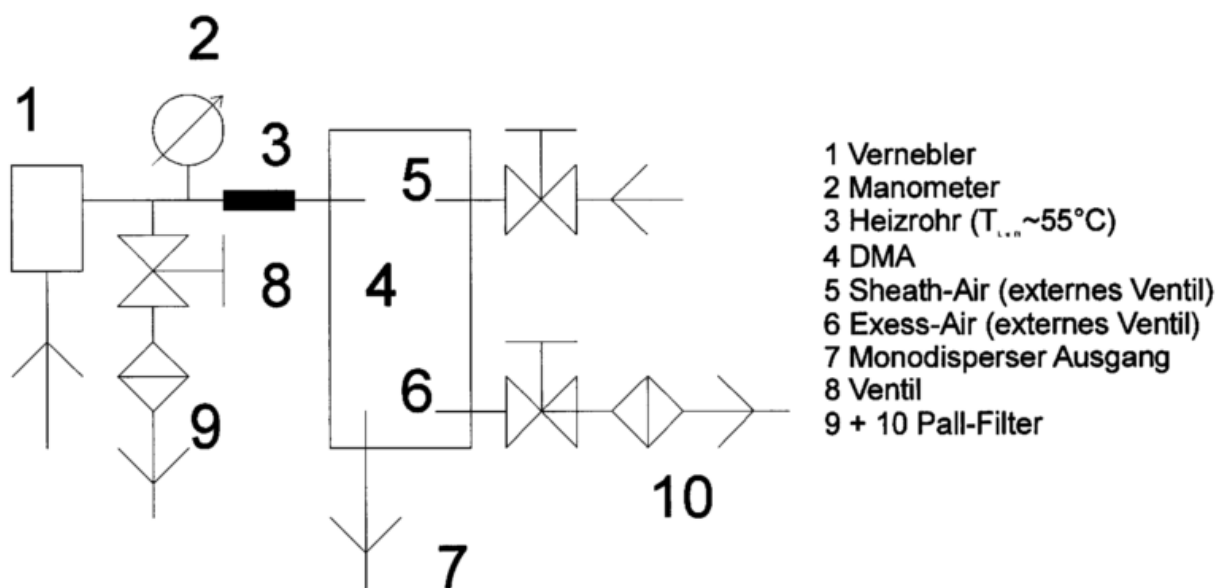 2
1
3
5
8
4
6
9
10
7
1 Vernebler
2 Manometer
3 Heizrohr (T ~55°C)
4 DMA
5 Sheath-Air (externes Ventil)
6 Exess-Air (externes Ventil)
7 Monodisperser Ausgang
8 Ventil
9 + 10 Pall-Filter